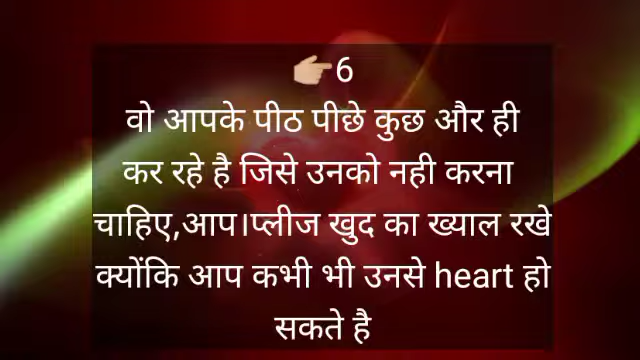 👉🏼6
वो आपके पीठ पीछे कुछ और ही
कर रहे है जिसे उनको नही करना
चाहिए,आप।प्लीज खुद का ख्याल रखे
क्योंकि आप कभी भी उनसे heart हो
सकते है